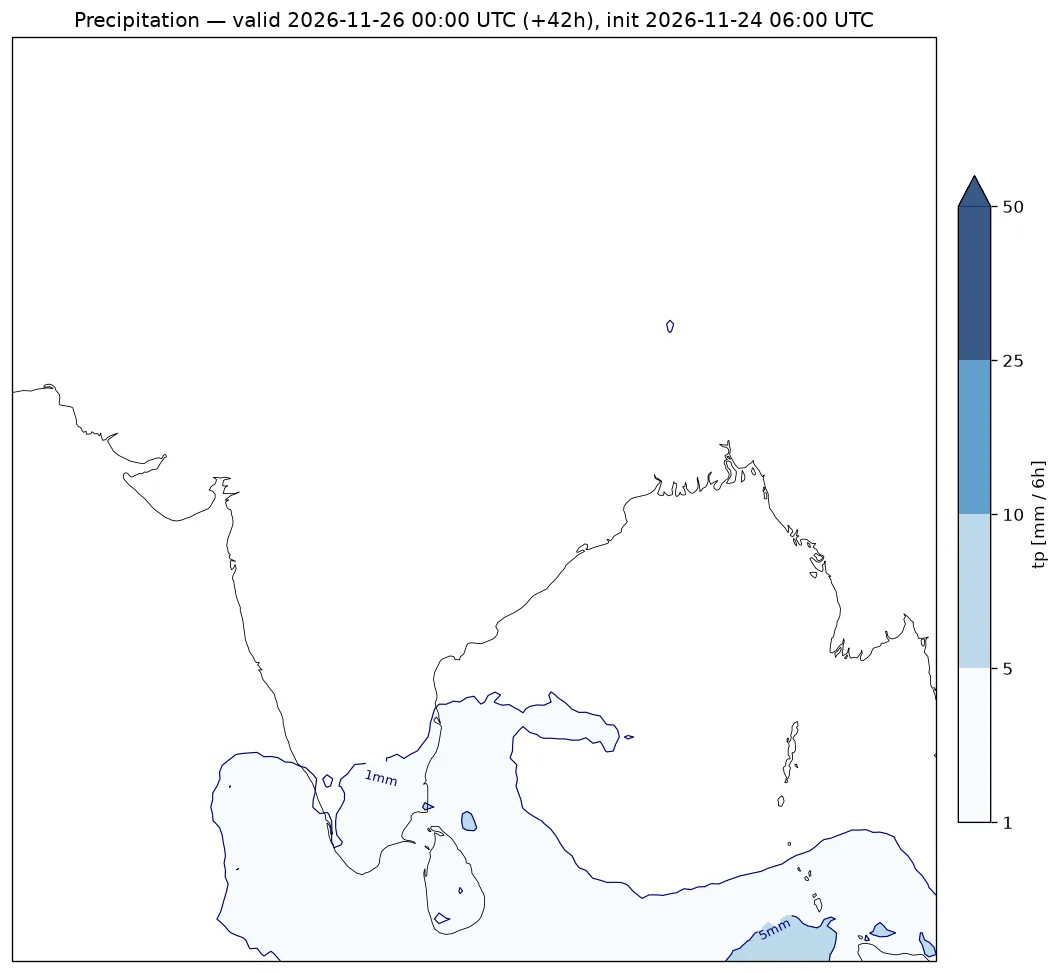 Precipitation — valid 2026-11-26 00:00 UTC (+42h), init 2026-11-24 06:00 UTC
50
25
10
5
1
tp [mm / 6h]
1mm
5mm